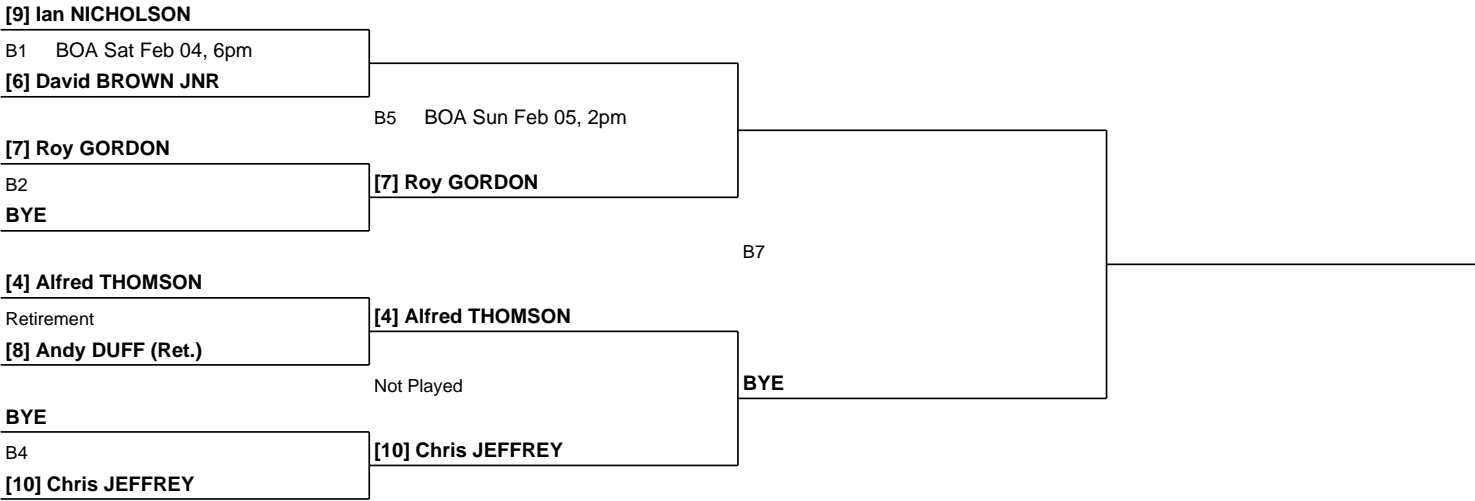 [9] Ian NICHOLSON
B1 BOA Sat Feb 04, 6pm
[6] David BROWN JNR
B5 BOA Sun Feb 05, 2pm
[7] Roy GORDON
B2
[7] Roy GORDON
BYE
B7
[4] Alfred THOMSON
Retirement
[4] Alfred THOMSON
[8] Andy DUFF (Ret.)
Not Played
BYE
BYE
B4
[10] Chris JEFFREY
[10] Chris JEFFREY